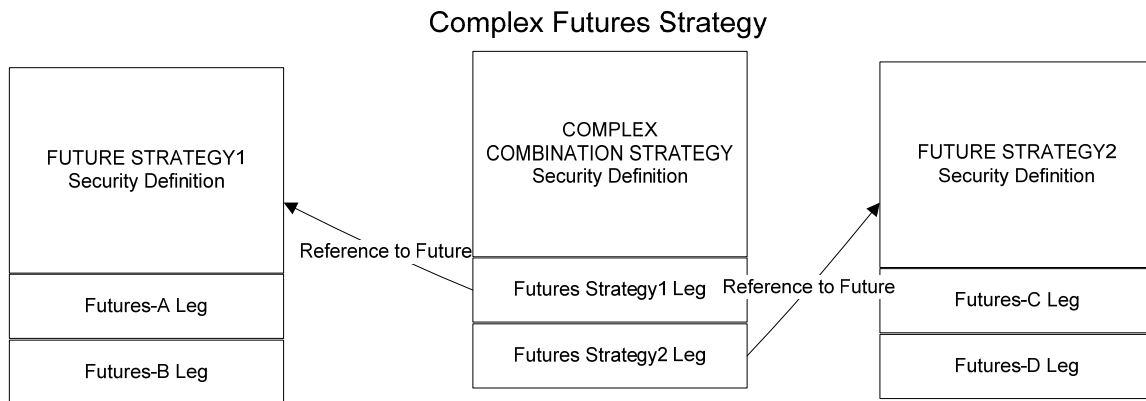 Complex Futures Strategy
FUTURE STRATEGY1
Security Definition
Futures-A Leg
Futures-B Leg
Reference to Future
COMPLEX
COMBINATION STRATEGY
Security Definition
Futures Strategy1 Leg
Futures Strategy2 Leg
Reference to Future
FUTURE STRATEGY2
Security Definition
Futures-C Leg
Futures-D Leg